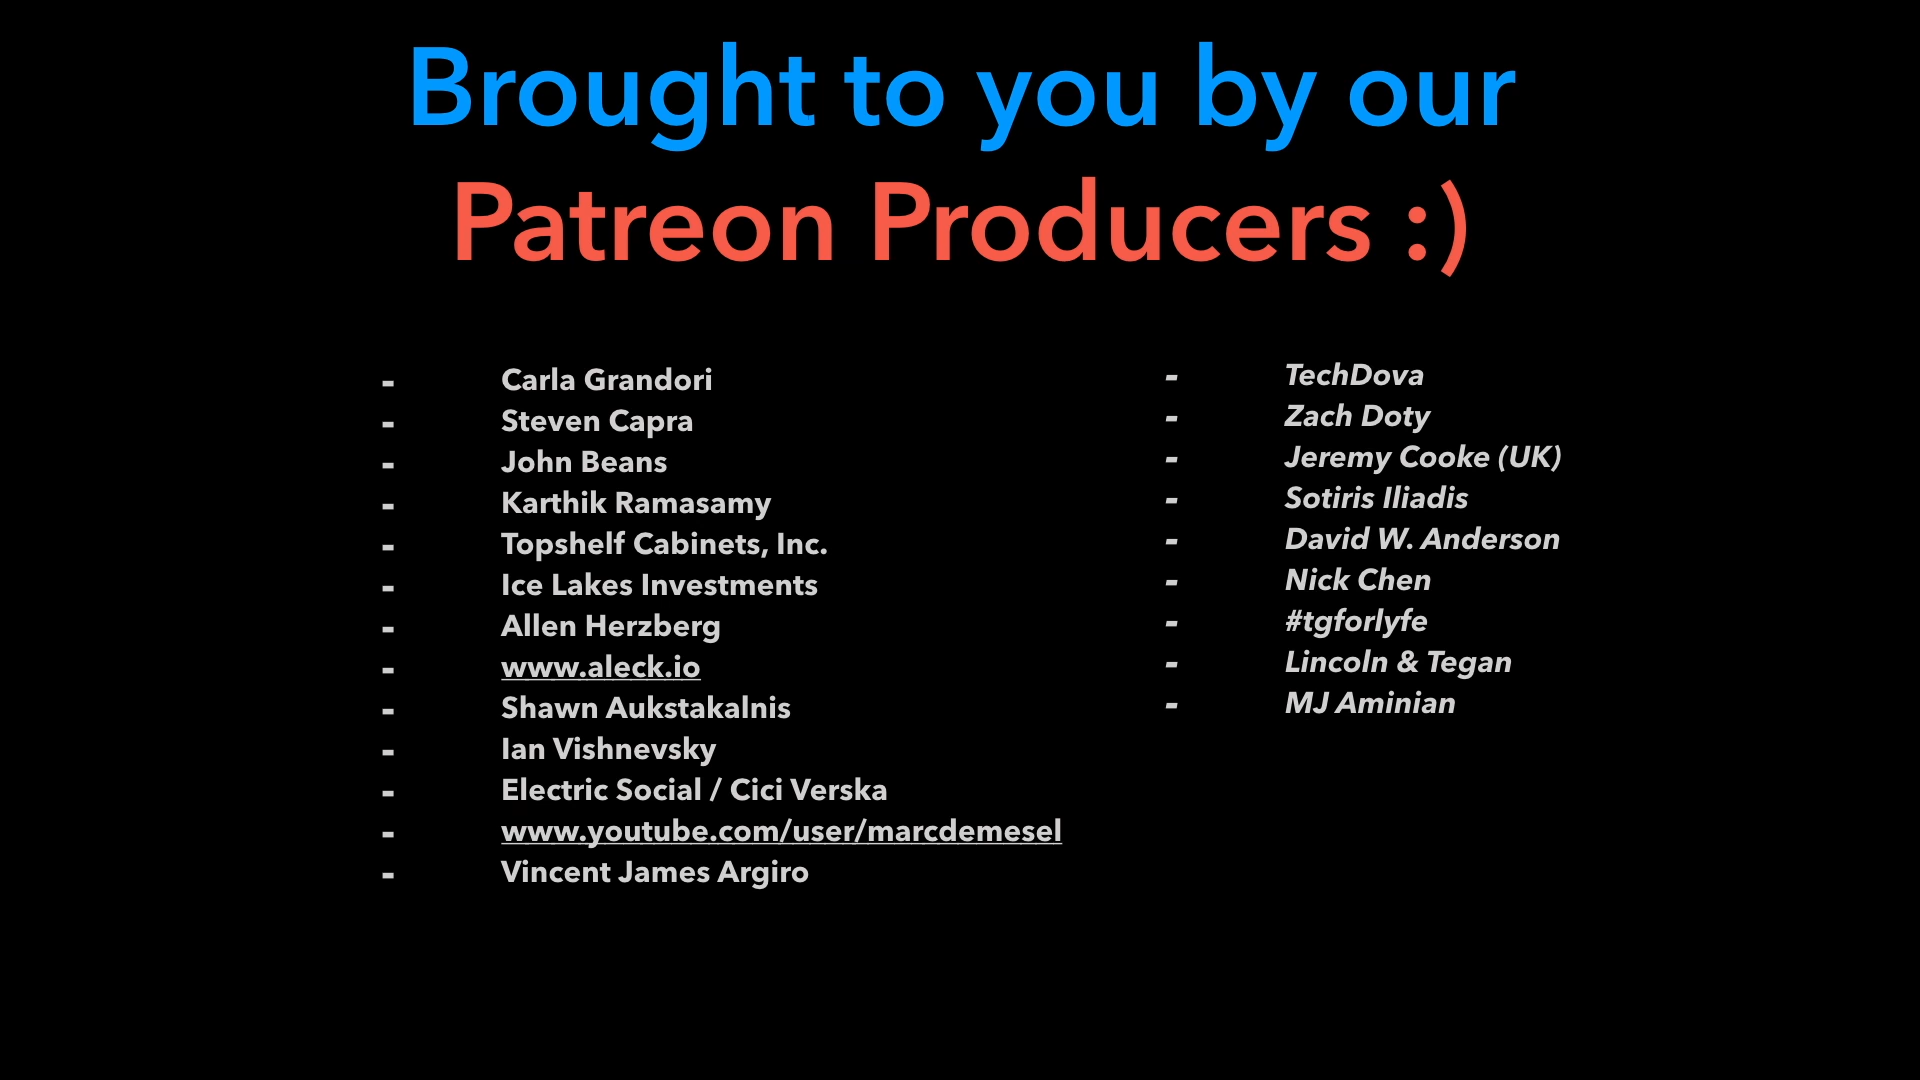 Brought to you by our
Patreon Producers :)
- Carla Grandori
- Steven Capra
- John Beans
- Karthik Ramasamy
- Topshelf Cabinets, Inc.
- Ice Lakes Investments
- Allen Herzberg
- www.aleck.io
- Shawn Aukstakalnis
- Ian Vishnevsky
- Electric Social / Cici Verska
- www.youtube.com/user/marcdemesel
- Vincent James Argiro
- TechDova
- Zach Doty
- Jeremy Cooke (UK)
- Sotiris Iliadis
- David W. Anderson
- Nick Chen
- #tgforlyfe
- Lincoln & Tegan
- MJ Aminian